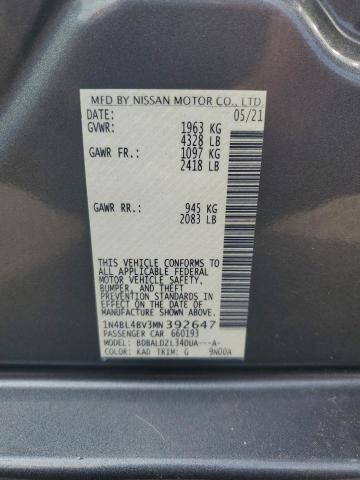 MFD BY NISSAN MOTOR CO., LTD.
DATE: 05/21
GVWR: 1963 KG
4328 LB
GAWR FR.: 1097 KG
2418 LB
GAWR RR.: 945 KG
2083 LB
THIS VEHICLE CONFORMS TO
ALL APPLICABLE FEDERAL
MOTOR VEHICLE SAFETY,
BUMPER, AND THEFT
PREVENTION STANDARDS
IN EFFECT ON THE DATE OF
MANUFACTURE SHOWN ABOVE.
1N4BL4BV3MN392647
PASSENGER CAR 660193
MODEL: BDBALDZL34DUA---A-
COLOR: KAD TRIM: G 9N00A